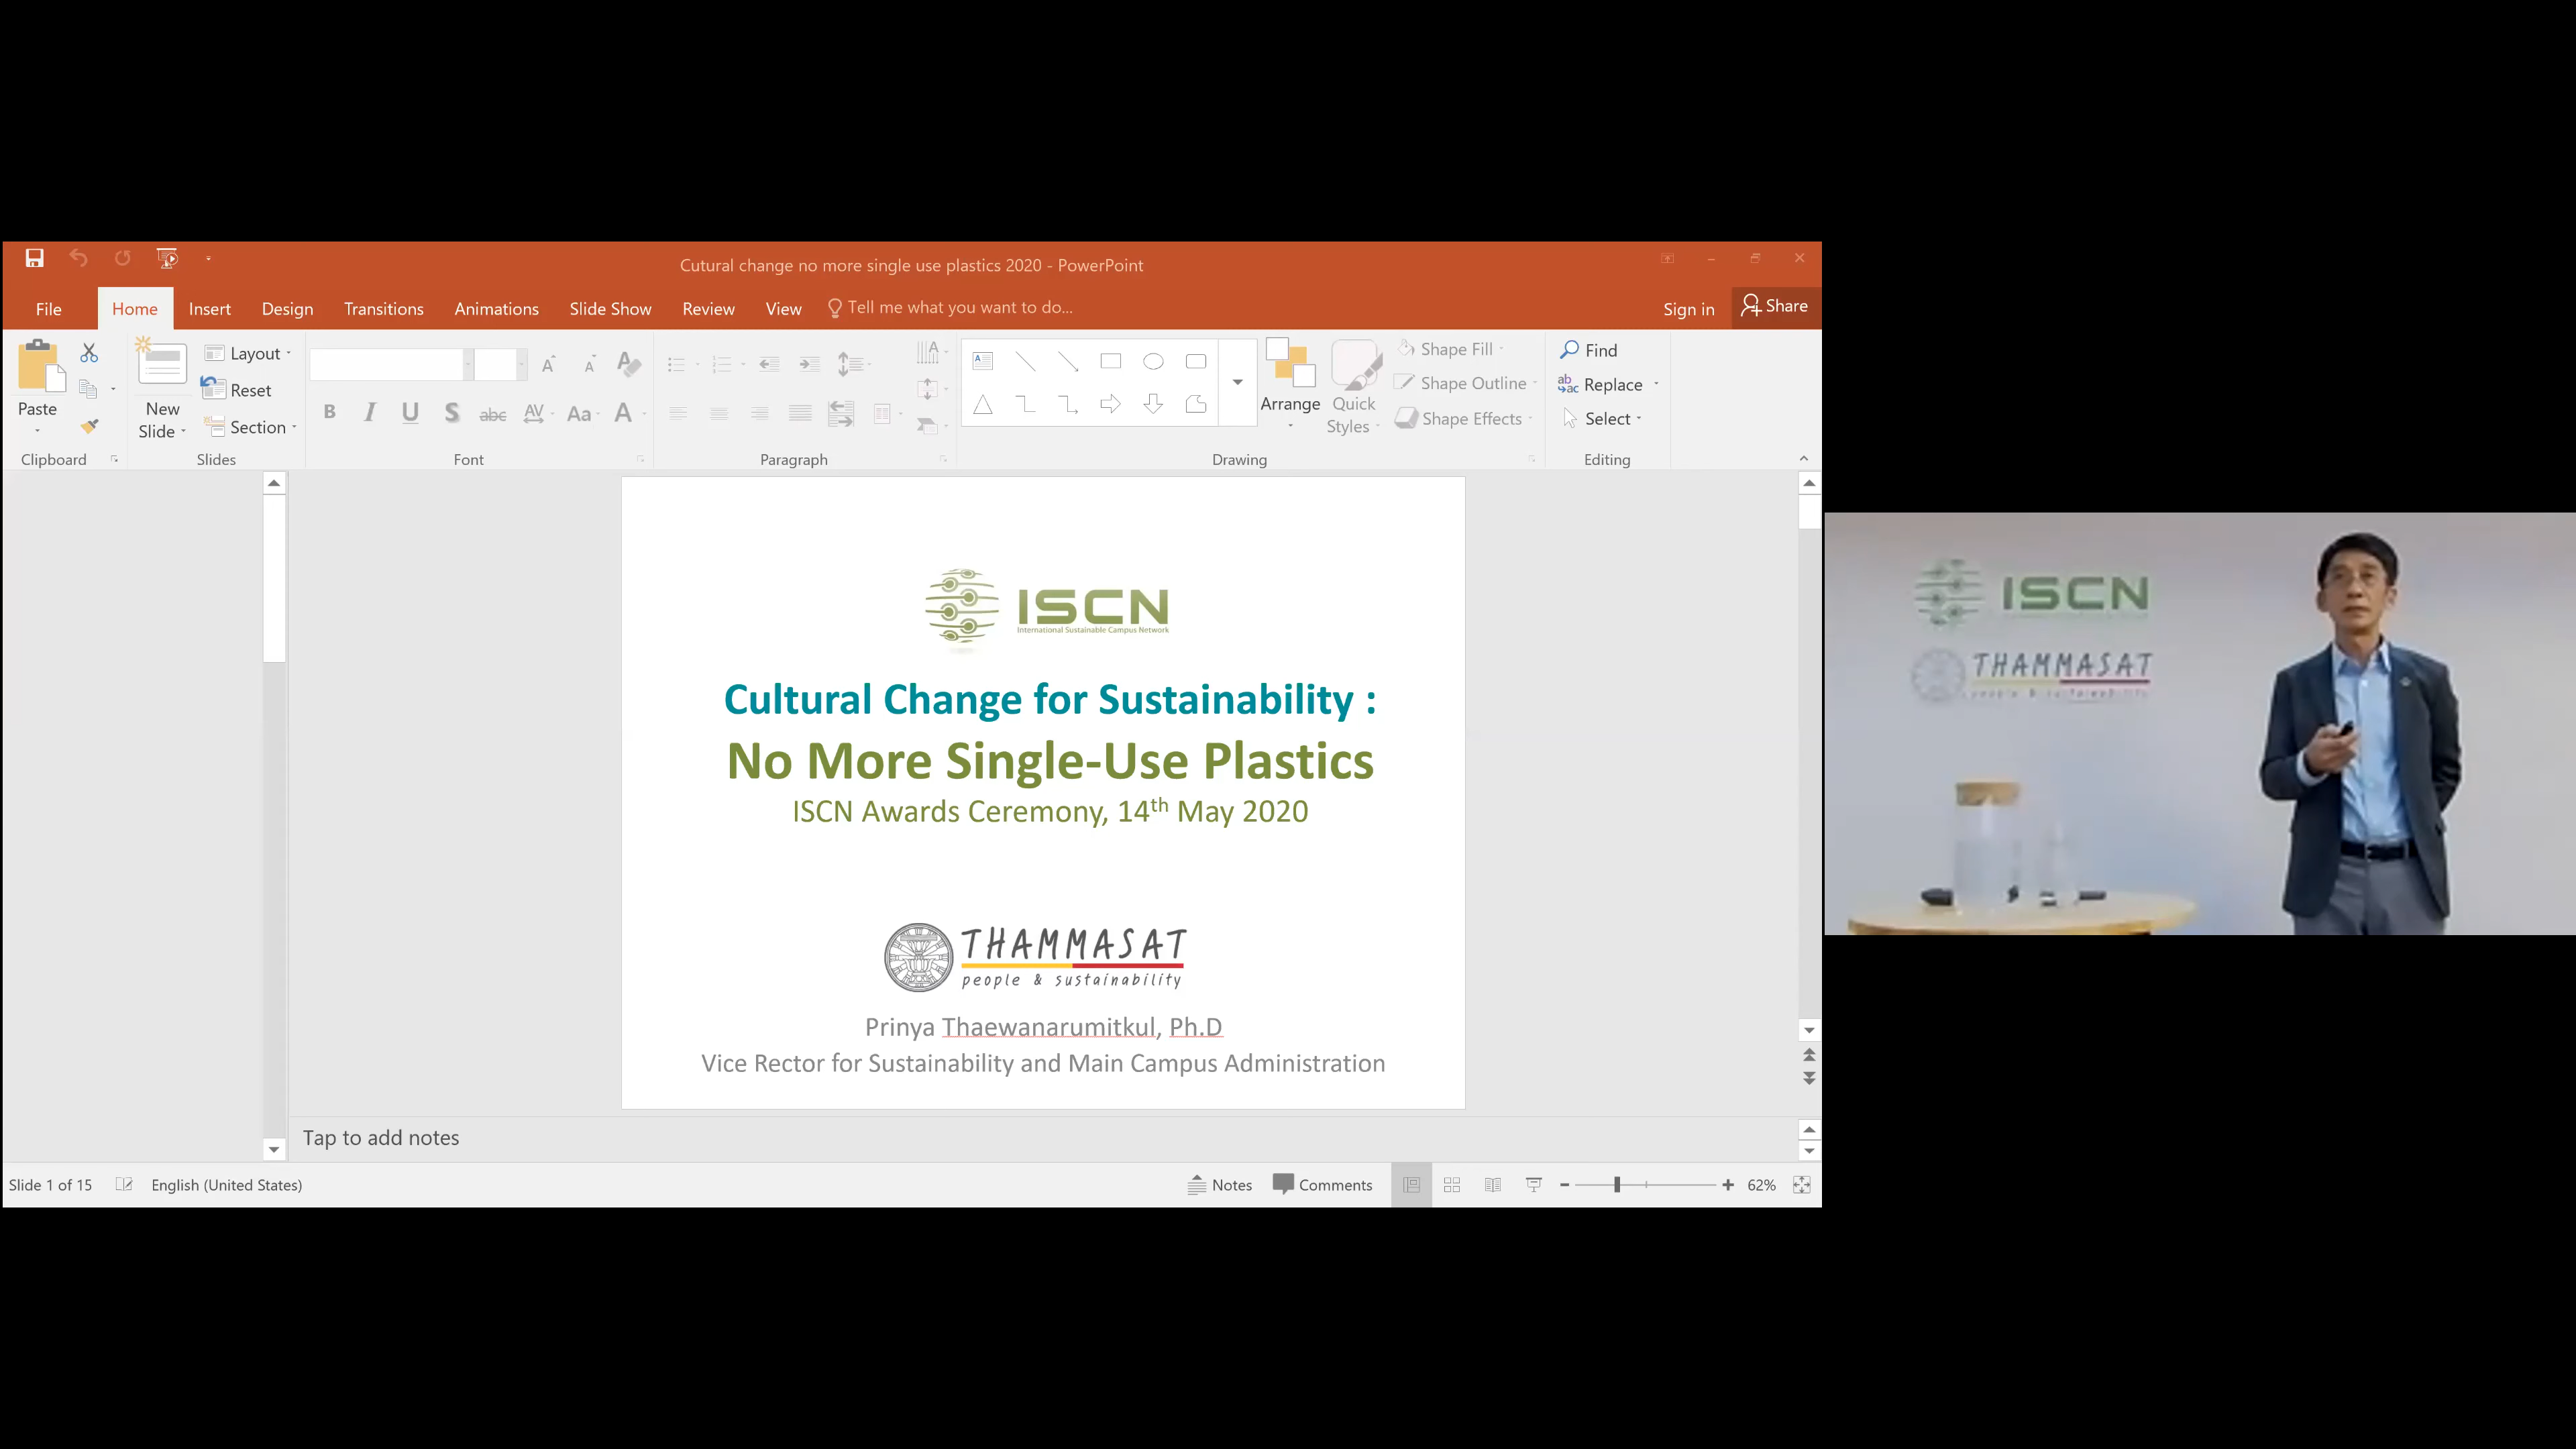 Cutural change no more single use plastics 2020 - PowerPoint
File Home Insert Design Transitions Animations Slide Show Review View Tell me what you want to do... Sign in Share
Paste
New Slide
Layout
Reset
Section
B I U S abc AV Aa A
Arrange
Quick Styles
Shape Fill
Shape Outline
Shape Effects
Find
Replace
Select
Clipboard Slides Font Paragraph Drawing Editing
ISCN
International Sustainable Campus Network
Cultural Change for Sustainability :
No More Single-Use Plastics
ISCN Awards Ceremony, 14th May 2020
THAMMASAT
people & sustainability
Prinya Thaewanarumitkul, Ph.D
Vice Rector for Sustainability and Main Campus Administration
Tap to add notes
Slide 1 of 15 English (United States) Notes Comments 62%
ISCN
THAMMASAT